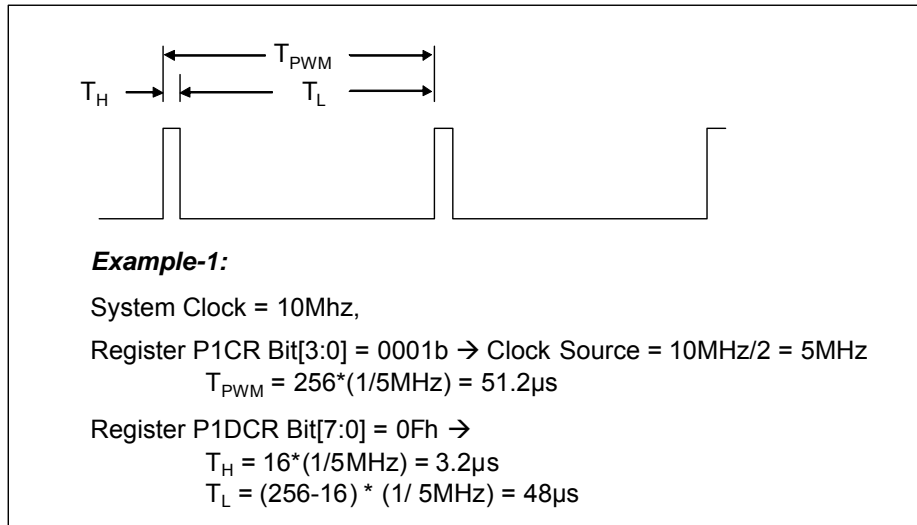 T_PWM
T_H
T_L
Example-1:
System Clock = 10Mhz,
Register P1CR Bit[3:0] = 0001b → Clock Source = 10MHz/2 = 5MHz
T_PWM = 256*(1/5MHz) = 51.2µs
Register P1DCR Bit[7:0] = 0Fh →
T_H = 16*(1/5MHz) = 3.2µs
T_L = (256-16) * (1/ 5MHz) = 48µs